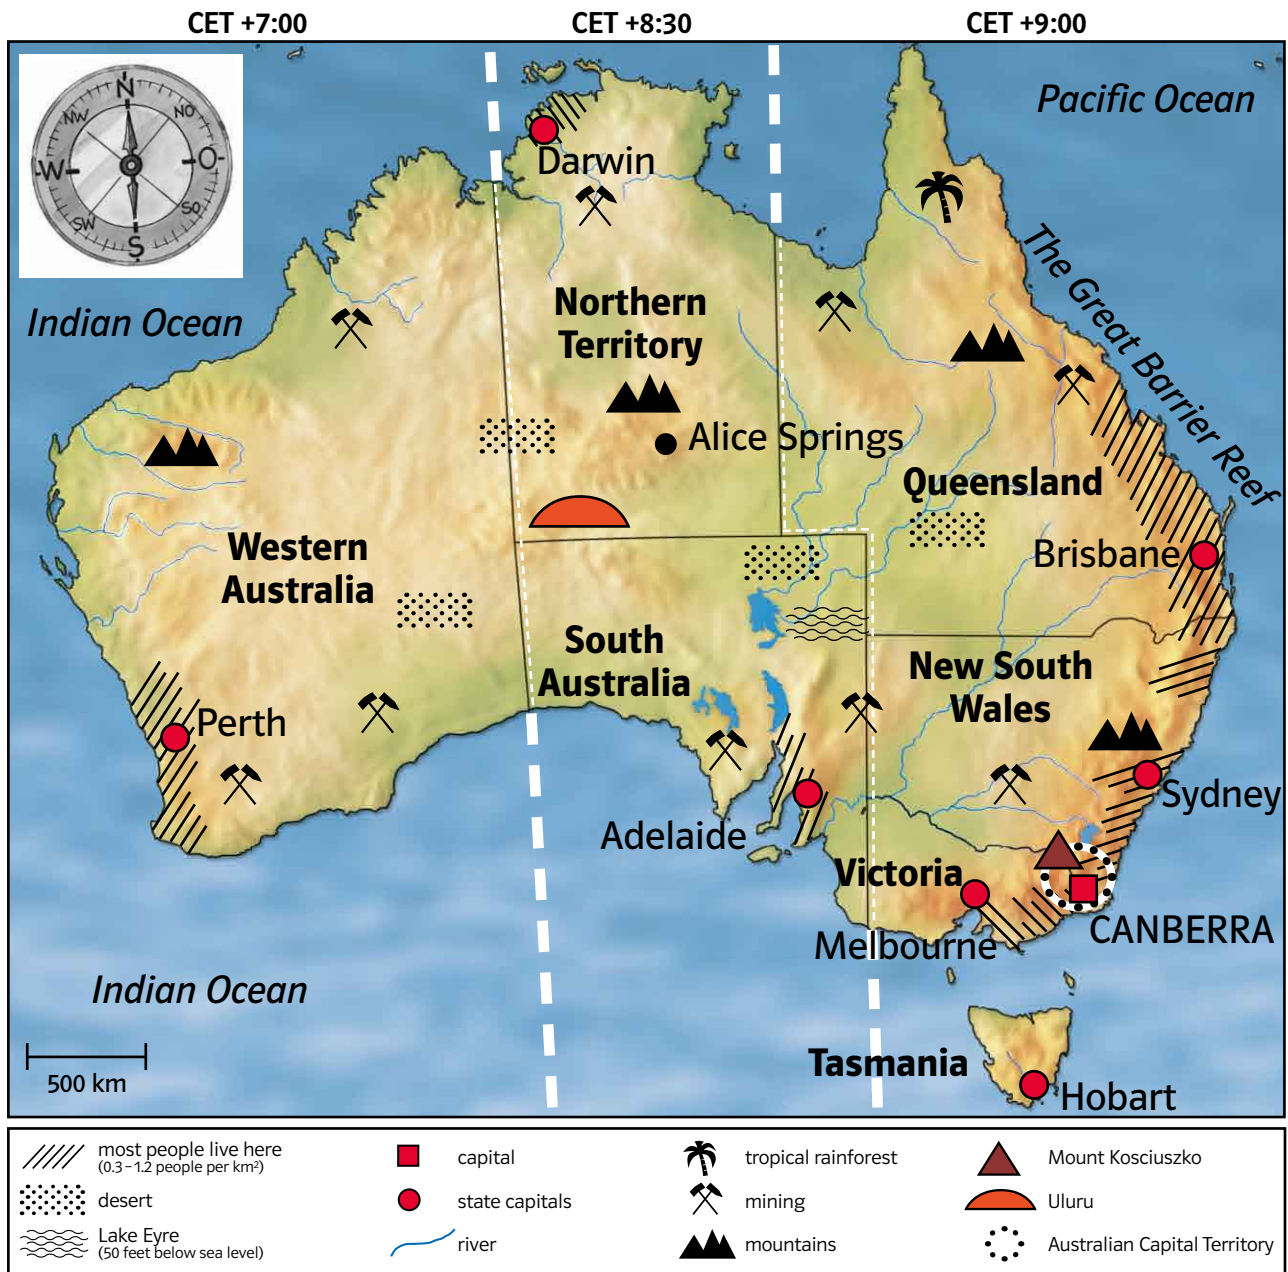 CET +7:00
CET +8:30
CET +9:00
N
NO
O
SO
S
SW
W
NW
Pacific Ocean
Darwin
The Great Barrier Reef
Indian Ocean
Northern
Territory
Alice Springs
Queensland
Western
Australia
Brisbane
South
Australia
New South
Wales
Perth
Sydney
Adelaide
Victoria
Melbourne
CANBERRA
Indian Ocean
500 km
Tasmania
Hobart
most people live here
(0.3–1.2 people per km²)
desert
Lake Eyre
(50 feet below sea level)
capital
state capitals
river
tropical rainforest
mining
mountains
Mount Kosciuszko
Uluru
Australian Capital Territory